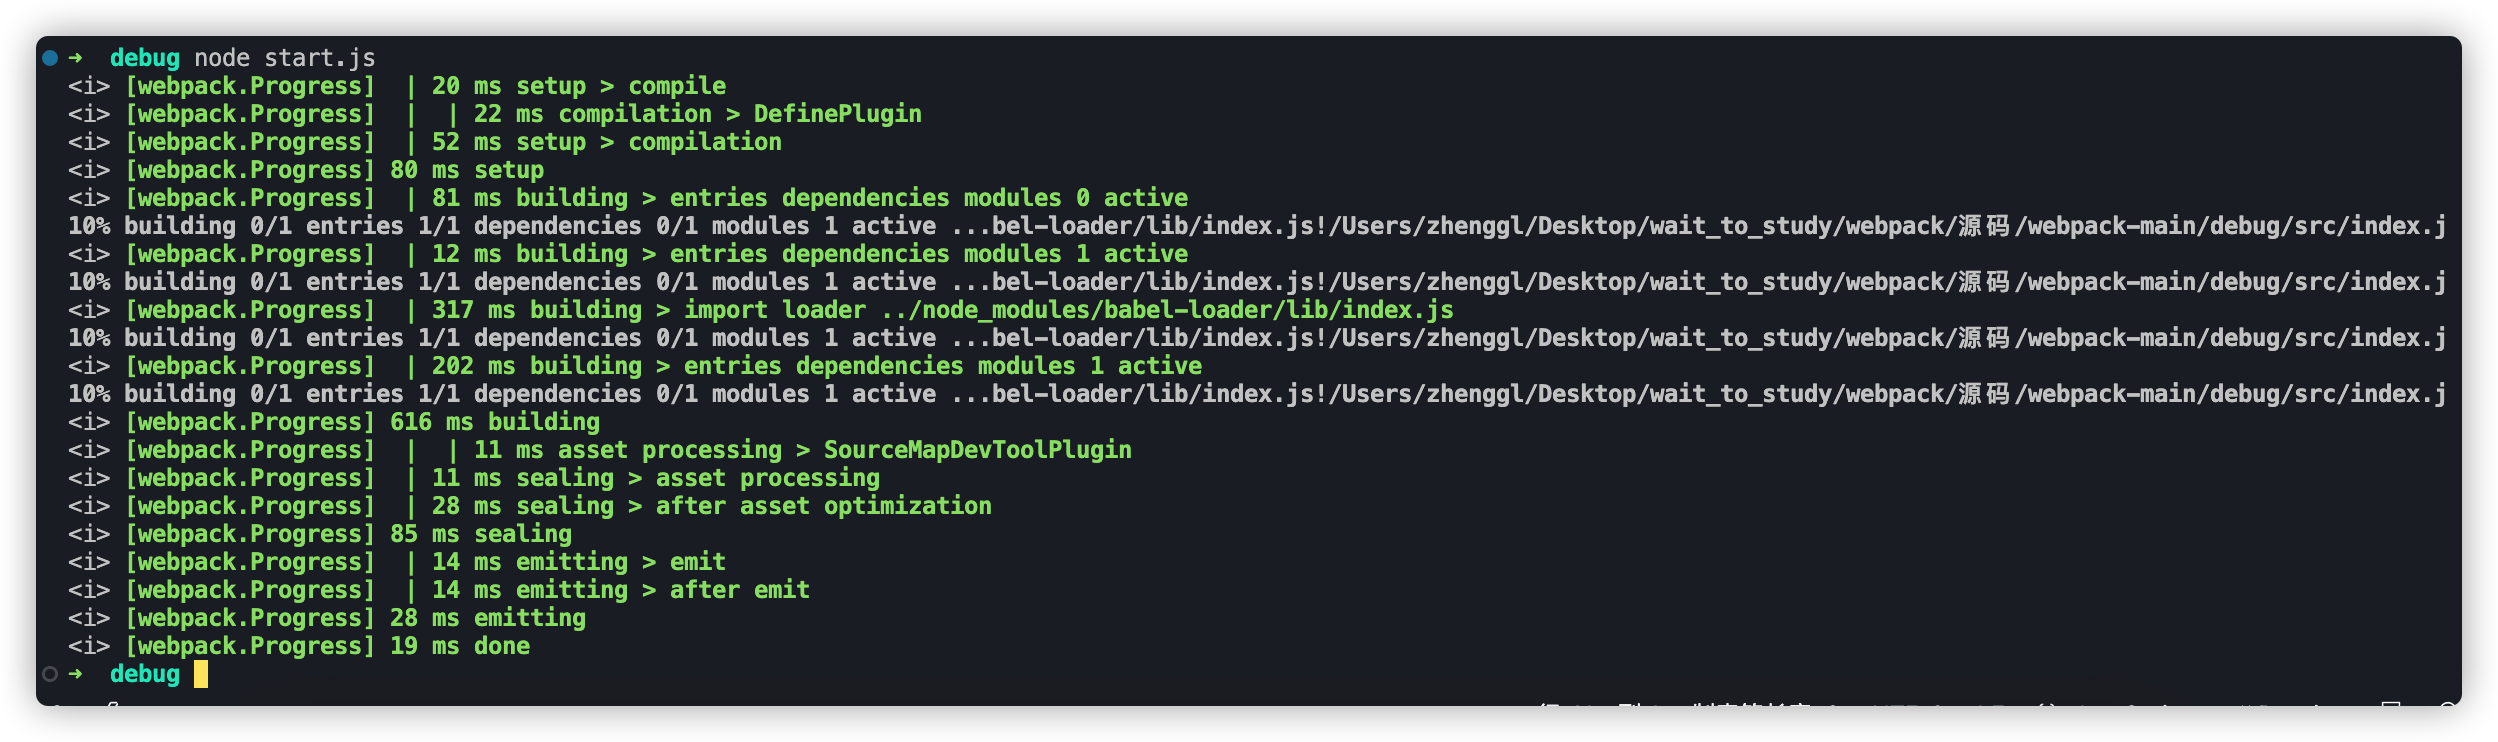 ➜  debug node start.js
<i> [webpack.Progress]  | 20 ms setup > compile
<i> [webpack.Progress]  |  | 22 ms compilation > DefinePlugin
<i> [webpack.Progress]  | 52 ms setup > compilation
<i> [webpack.Progress] 80 ms setup
<i> [webpack.Progress]  | 81 ms building > entries dependencies modules 0 active
10% building 0/1 entries 1/1 dependencies 0/1 modules 1 active ...bel-loader/lib/index.js!/Users/zhenggl/Desktop/wait_to_study/webpack/源码/webpack-main/debug/src/index.j
<i> [webpack.Progress]  | 12 ms building > entries dependencies modules 1 active
10% building 0/1 entries 1/1 dependencies 0/1 modules 1 active ...bel-loader/lib/index.js!/Users/zhenggl/Desktop/wait_to_study/webpack/源码/webpack-main/debug/src/index.j
<i> [webpack.Progress]  | 317 ms building > import loader ../node_modules/babel-loader/lib/index.js
10% building 0/1 entries 1/1 dependencies 0/1 modules 1 active ...bel-loader/lib/index.js!/Users/zhenggl/Desktop/wait_to_study/webpack/源码/webpack-main/debug/src/index.j
<i> [webpack.Progress]  | 202 ms building > entries dependencies modules 1 active
10% building 0/1 entries 1/1 dependencies 0/1 modules 1 active ...bel-loader/lib/index.js!/Users/zhenggl/Desktop/wait_to_study/webpack/源码/webpack-main/debug/src/index.j
<i> [webpack.Progress] 616 ms building
<i> [webpack.Progress]  |  | 11 ms asset processing > SourceMapDevToolPlugin
<i> [webpack.Progress]  | 11 ms sealing > asset processing
<i> [webpack.Progress]  | 28 ms sealing > after asset optimization
<i> [webpack.Progress] 85 ms sealing
<i> [webpack.Progress]  | 14 ms emitting > emit
<i> [webpack.Progress]  | 14 ms emitting > after emit
<i> [webpack.Progress] 28 ms emitting
<i> [webpack.Progress] 19 ms done
➜  debug